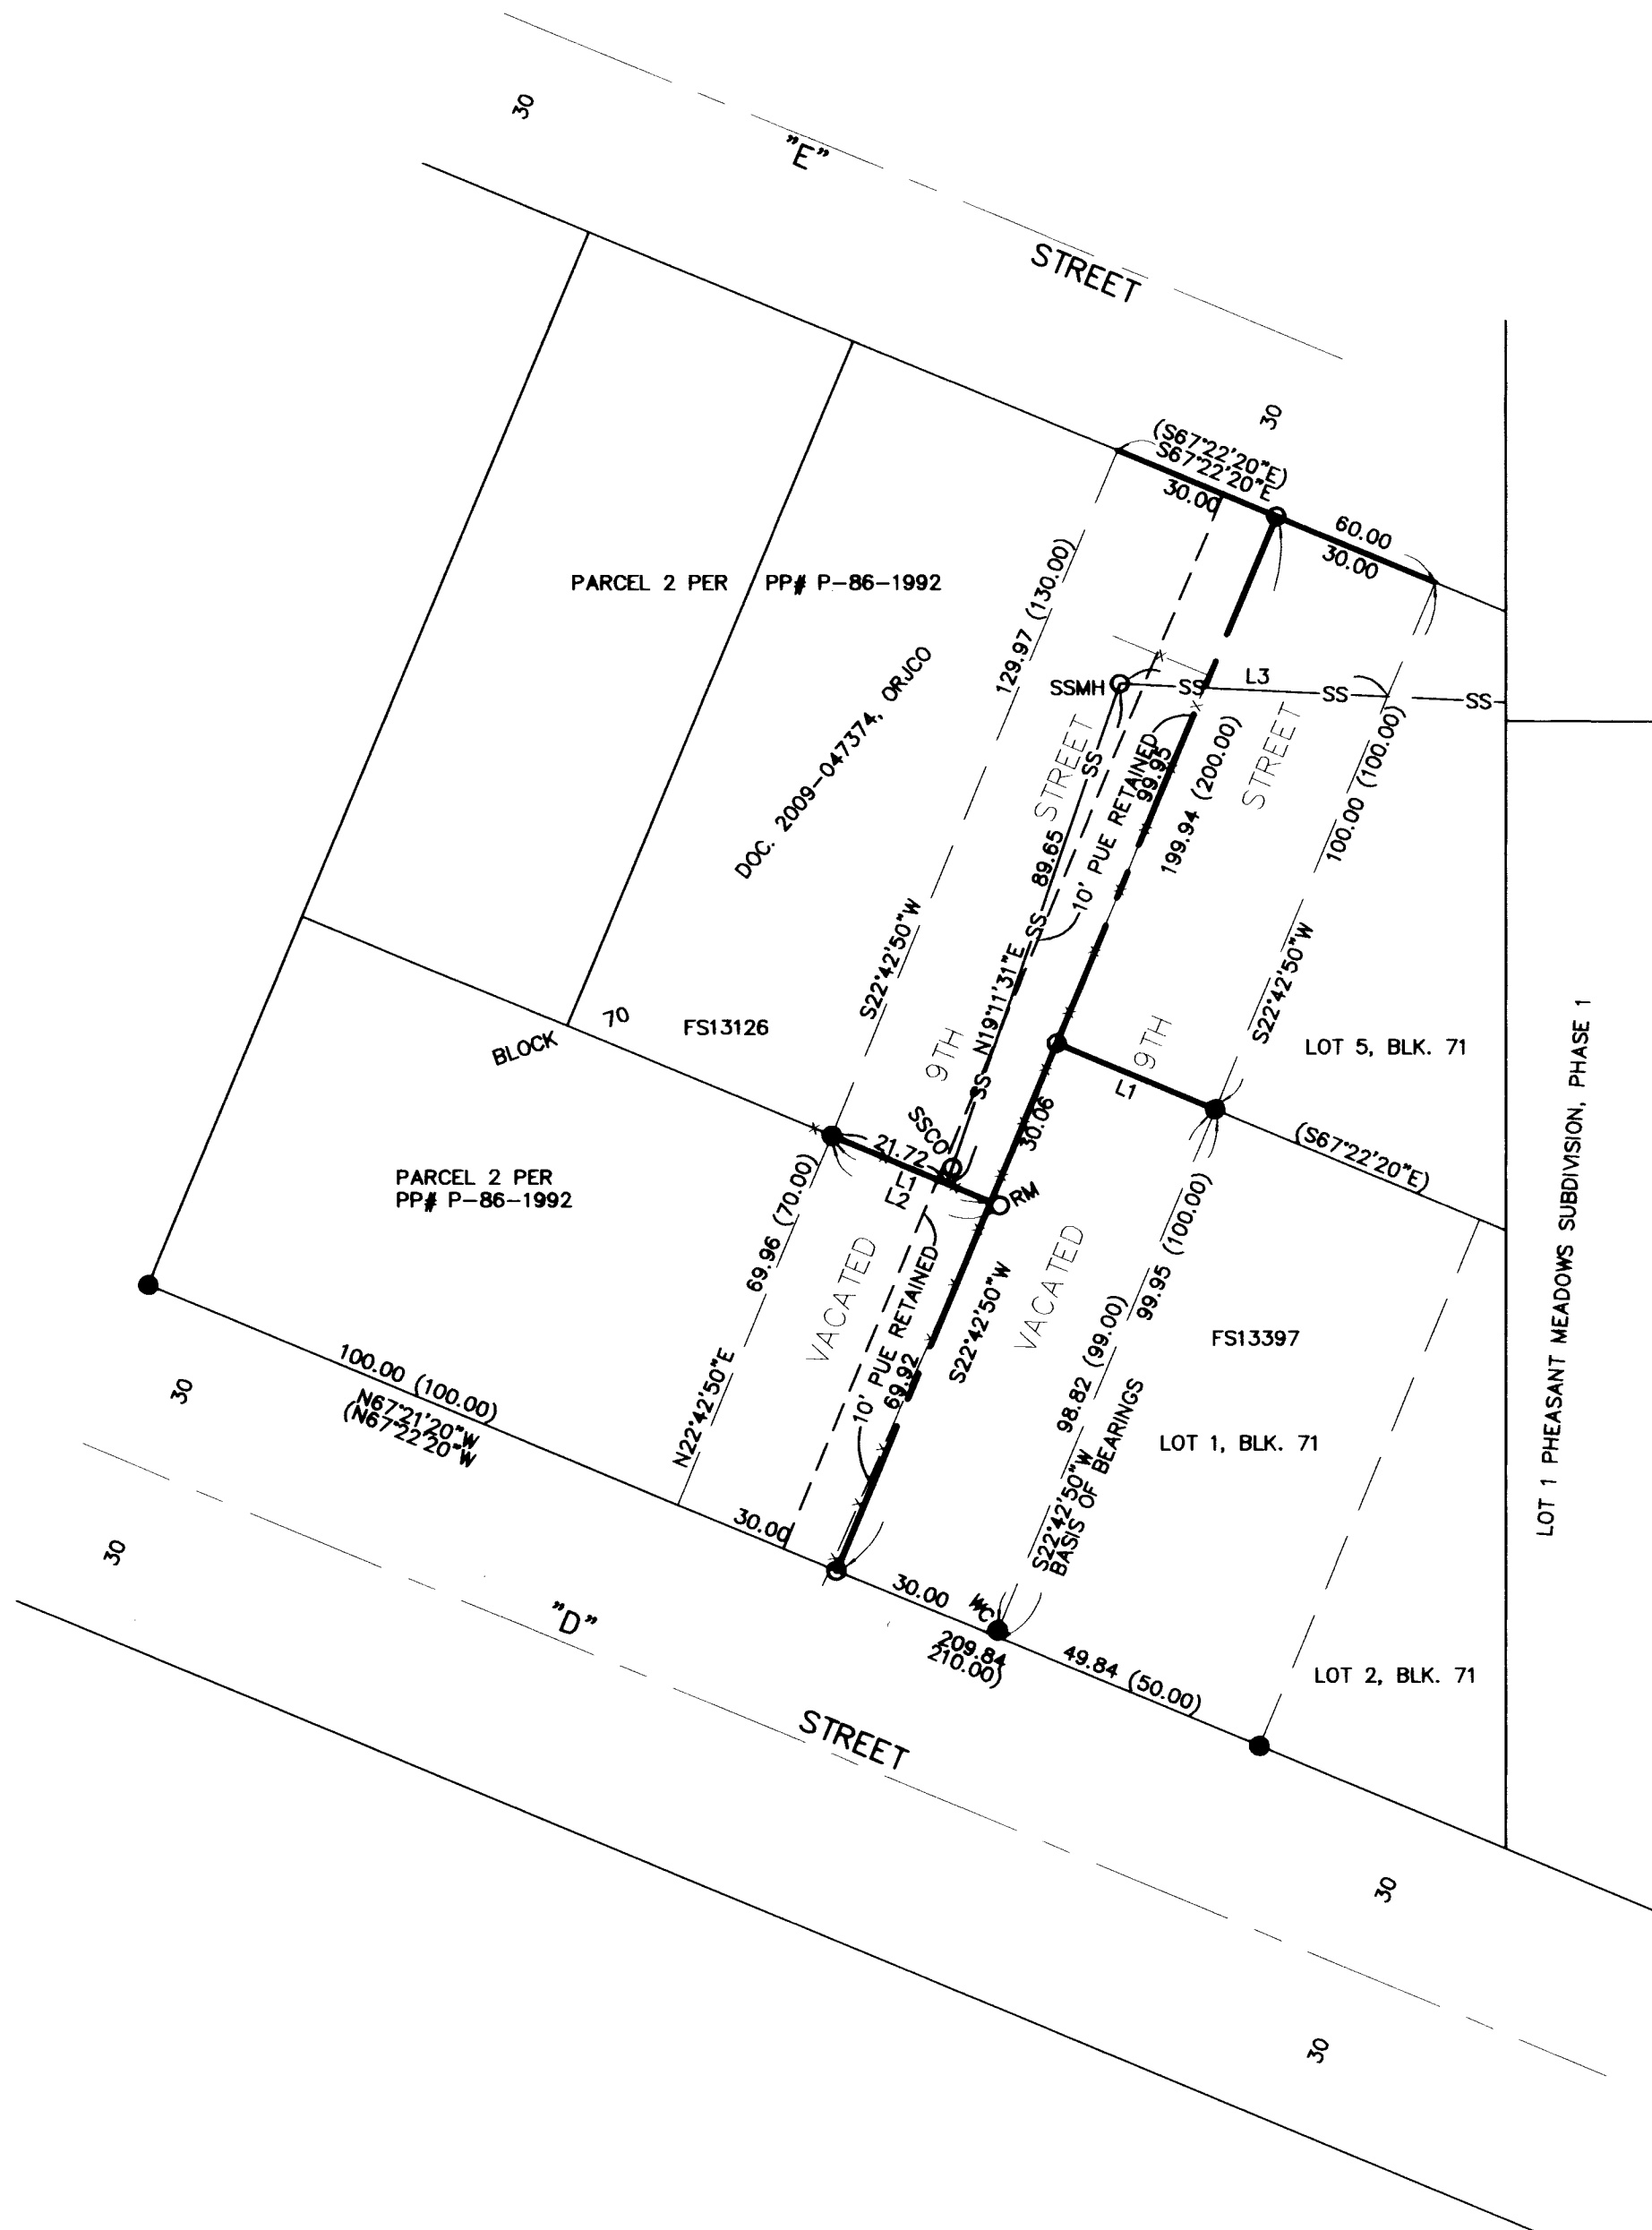 30
"E"
STREET
30
(S67°22'20"E)
S67°22'20"E
30.00
60.00
30.00
PARCEL 2 PER PP# P-86-1992
129.97 (130.00)
DOC. 2009-047374, ORJCO
SSMH
SS
L3
SS
SS
STREET
SS
10' PUE RETAINED
99.95
199.94 (200.00)
STREET
100.00 (100.00)
89.65
S22°42'50"W
SS
N19°11'31"E
S22°42'50"W
70
BLOCK
FS13126
9TH
SS
9TH
L1
LOT 5, BLK. 71
LOT 1 PHEASANT MEADOWS SUBDIVISION, PHASE 1
SSCO
30.06
21.72
L1
L2
RM
(S67°22'20"E)
PARCEL 2 PER
PP# P-86-1992
69.96 (70.00)
VACATED
10' PUE RETAINED
69.92
S22°42'50"W
VACATED
99.95 (100.00)
98.82 (99.00)
FS13397
S22°42'50"W
BASIS OF BEARINGS
LOT 1, BLK. 71
N22°42'50"E
100.00 (100.00)
N67°21'20"W
(N67°22'20"W
30
30.00
30.00
WC
209.84
210.00)
49.84 (50.00)
LOT 2, BLK. 71
30
"D"
STREET
30
30